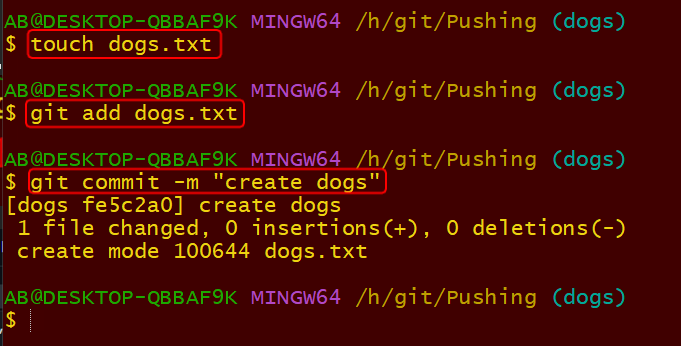 AB@DESKTOP-QBBAF9K MINGW64 /h/git/Pushing (dogs)
$ touch dogs.txt
AB@DESKTOP-QBBAF9K MINGW64 /h/git/Pushing (dogs)
$ git add dogs.txt
AB@DESKTOP-QBBAF9K MINGW64 /h/git/Pushing (dogs)
$ git commit -m "create dogs"
[dogs fe5c2a0] create dogs
 1 file changed, 0 insertions(+), 0 deletions(-)
 create mode 100644 dogs.txt
AB@DESKTOP-QBBAF9K MINGW64 /h/git/Pushing (dogs)
$